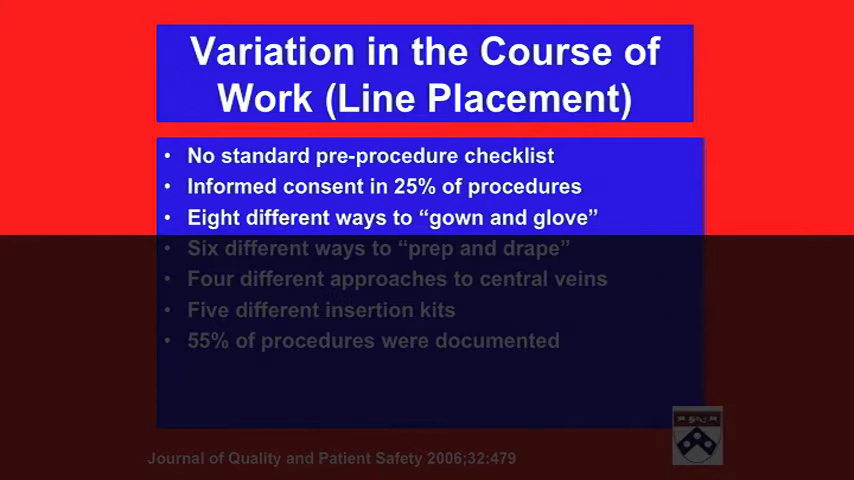 Variation in the Course of
Work (Line Placement)
• No standard pre-procedure checklist
• Informed consent in 25% of procedures
• Eight different ways to “gown and glove”
• Six different ways to “prep and drape”
• Four different approaches to central veins
• Five different insertion kits
• 55% of procedures were documented
Journal of Quality and Patient Safety 2006;32:479